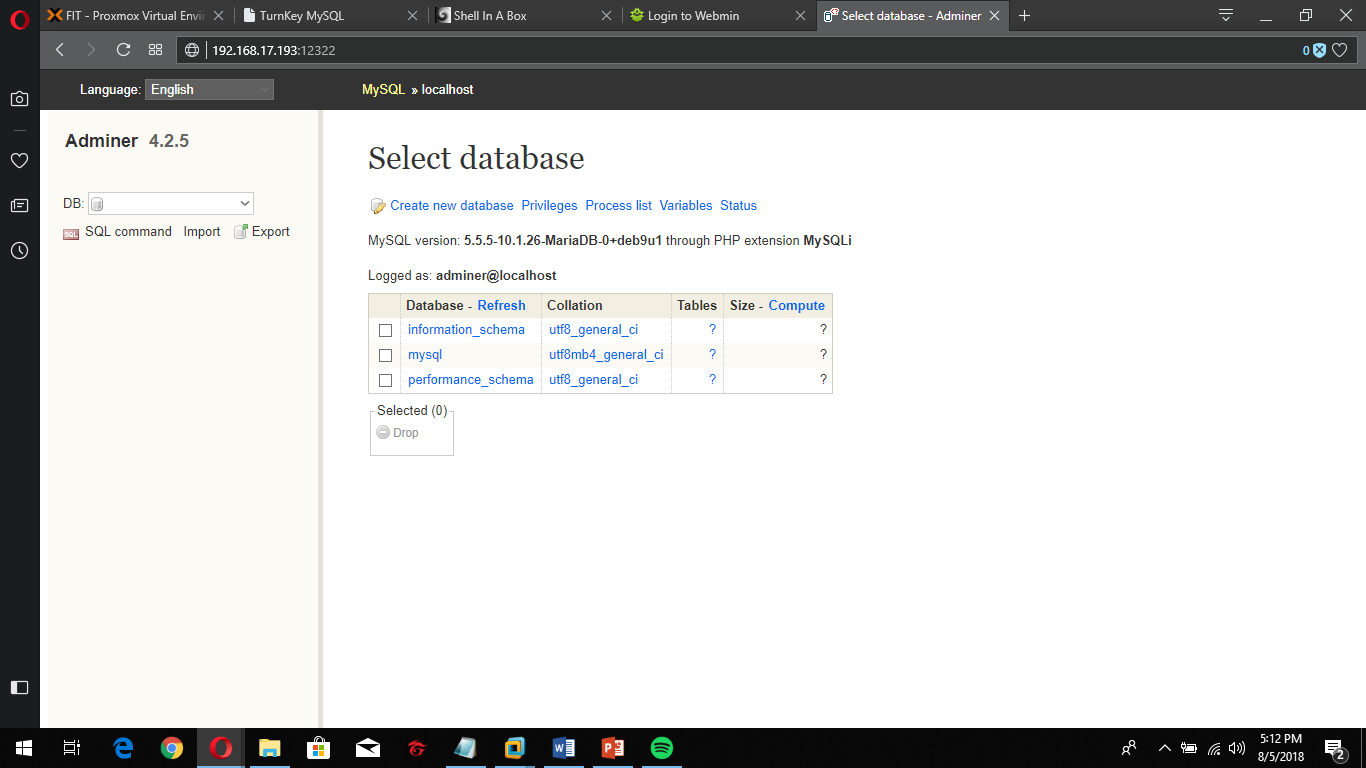 FIT - Proxmox Virtual Envir
TurnKey MySQL
Shell In A Box
Login to Webmin
Select database - Adminer
192.168.17.193:12322
0
Language: English
MySQL » localhost
Adminer 4.2.5
DB:
SQL SQL command Import Export
Select database
Create new database Privileges Process list Variables Status
MySQL version: 5.5.5-10.1.26-MariaDB-0+deb9u1 through PHP extension MySQLi
Logged as: adminer@localhost
Database - Refresh Collation Tables Size - Compute
information_schema utf8_general_ci ? ?
mysql utf8mb4_general_ci ? ?
performance_schema utf8_general_ci ? ?
Selected (0)
Drop
5:12 PM
8/5/2018
2